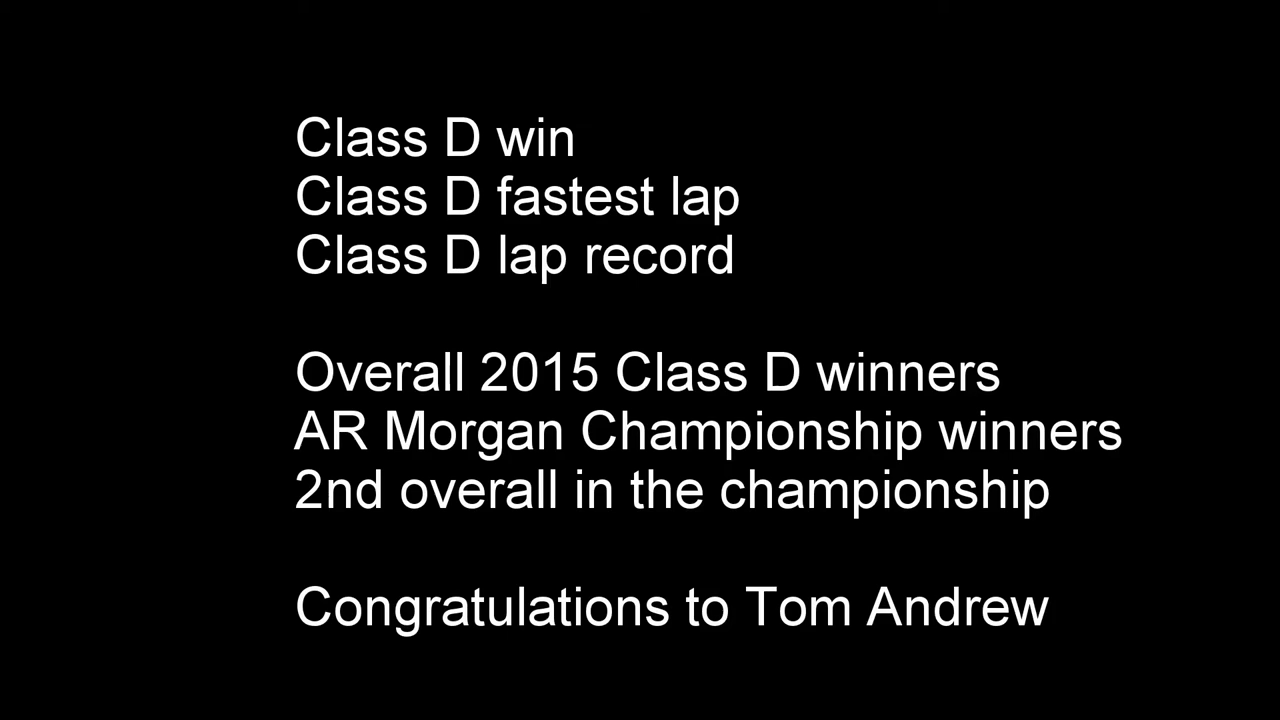 Class D win
Class D fastest lap
Class D lap record
Overall 2015 Class D winners
AR Morgan Championship winners
2nd overall in the championship
Congratulations to Tom Andrew